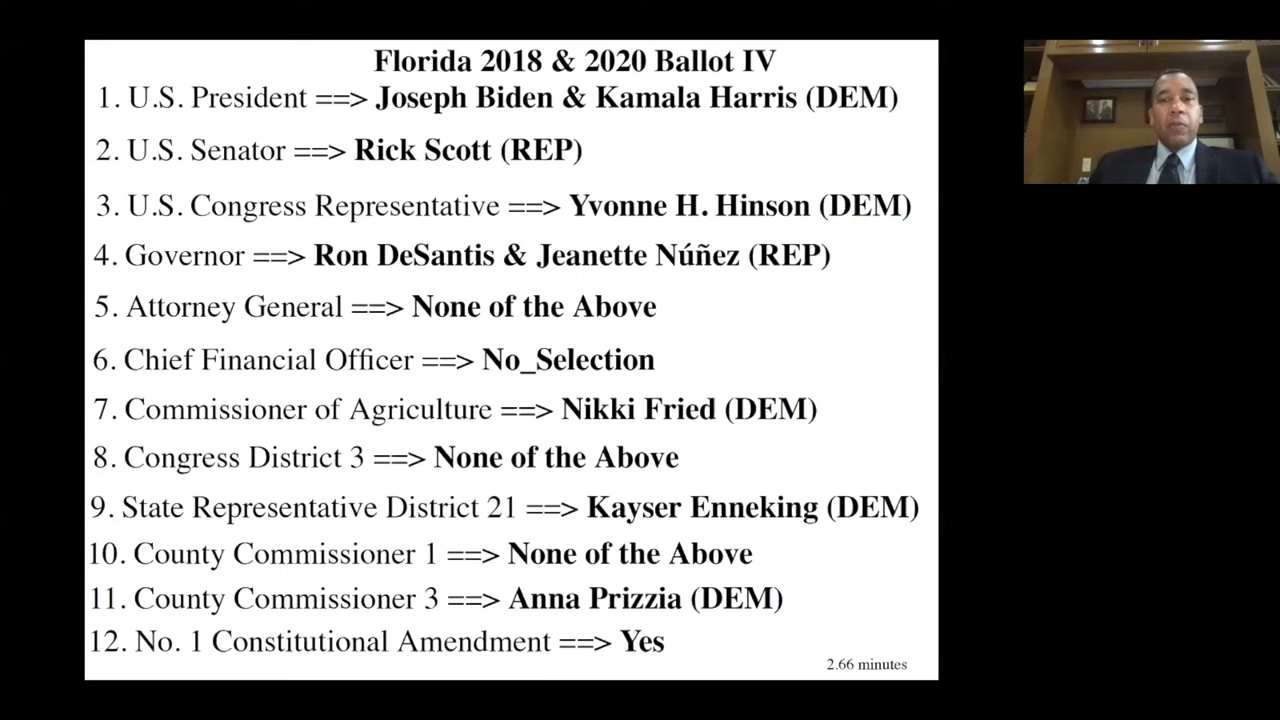 Florida 2018 & 2020 Ballot IV
1. U.S. President ==> Joseph Biden & Kamala Harris (DEM)
2. U.S. Senator ==> Rick Scott (REP)
3. U.S. Congress Representative ==> Yvonne H. Hinson (DEM)
4. Governor ==> Ron DeSantis & Jeanette Núñez (REP)
5. Attorney General ==> None of the Above
6. Chief Financial Officer ==> No_Selection
7. Commissioner of Agriculture ==> Nikki Fried (DEM)
8. Congress District 3 ==> None of the Above
9. State Representative District 21 ==> Kayser Enneking (DEM)
10. County Commissioner 1 ==> None of the Above
11. County Commissioner 3 ==> Anna Prizzia (DEM)
12. No. 1 Constitutional Amendment ==> Yes
2.66 minutes